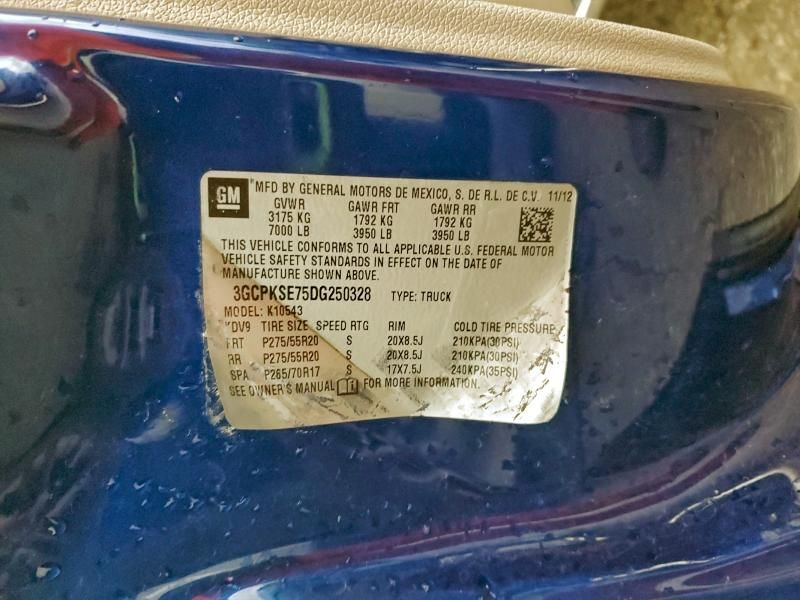 GM ® MFD BY GENERAL MOTORS DE MEXICO, S. DE R.L. DE C.V. 11/12
GVWR GAWR FRT GAWR RR
3175 KG 1792 KG 1792 KG
7000 LB 3950 LB 3950 LB
THIS VEHICLE CONFORMS TO ALL APPLICABLE U.S. FEDERAL MOTOR
VEHICLE SAFETY STANDARDS IN EFFECT ON THE DATE OF
MANUFACTURE SHOWN ABOVE.
3GCPKSE75DG250328 TYPE: TRUCK
MODEL: K10543
KDV9 TIRE SIZE SPEED RTG RIM COLD TIRE PRESSURE
FRT P275/55R20 S 20X8.5J 210KPA(30PSI)
RR P275/55R20 S 20X8.5J 210KPA(30PSI)
SPA P265/70R17 S 17X7.5J 240KPA(35PSI)
SEE OWNER'S MANUAL FOR MORE INFORMATION.